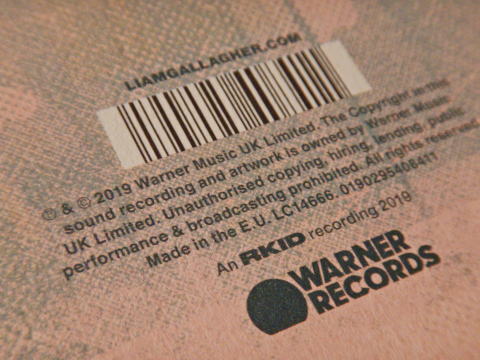 LIAMGALLAGHER.COM
℗ & © 2019 Warner Music UK Limited. The Copyright in this
sound recording and artwork is owned by Warner Music
UK Limited. Unauthorised copying, hiring, lending, public
performance & broadcasting prohibited. All rights reserved.
Made in the E.U. LC14666. 0190295408411
An RKID recording 2019
WARNER
RECORDS